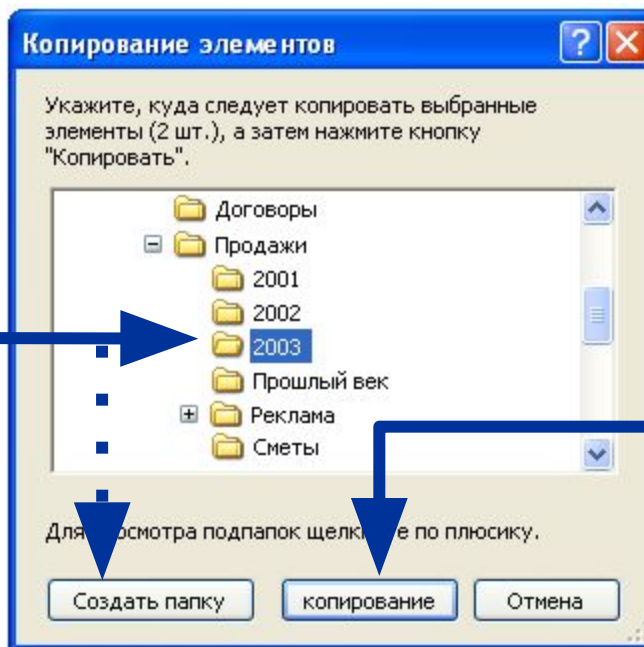 Копирование элементов
Укажите, куда следует копировать выбранные
элементы (2 шт.), а затем нажмите кнопку
"Копировать".
Договоры
Продажи
2001
2002
2003
Прошлый век
Реклама
Сметы
подпапок по плюсику.
Создать папку копирование Отмена